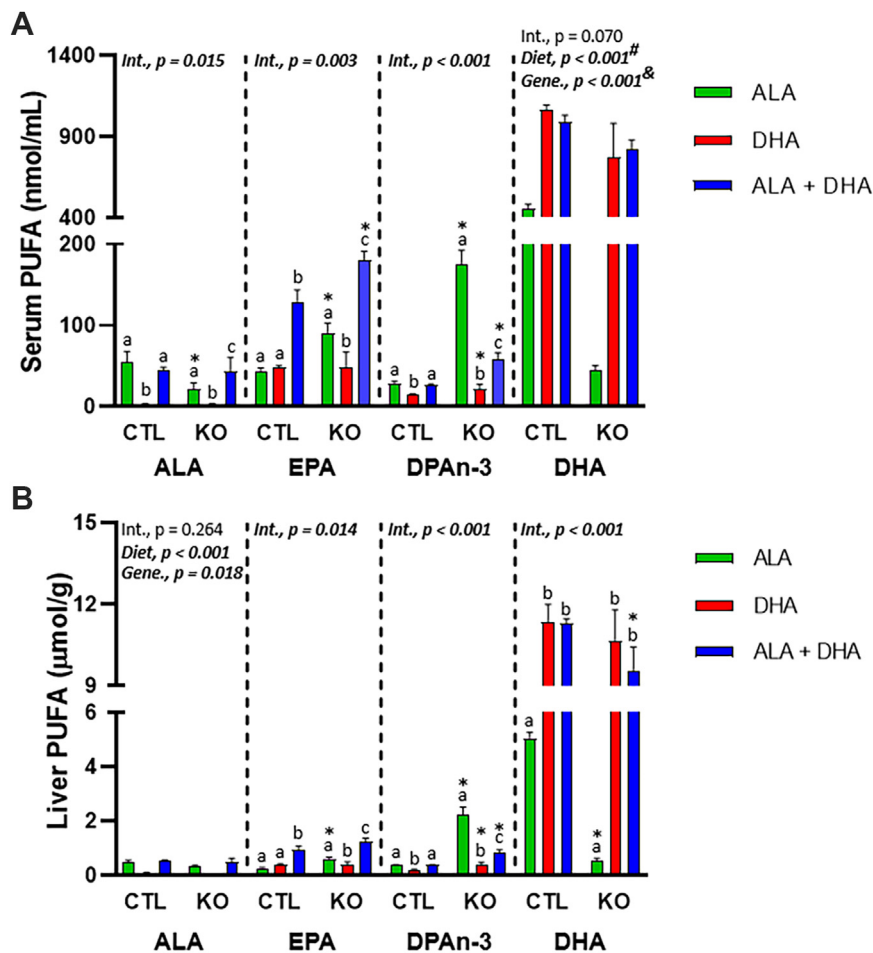 A
Int., p = 0.070
1400
Int., p = 0.015
Int., p = 0.003
Int., p < 0.001
Diet, p < 0.001#
Gene., p < 0.001&
ALA
DHA
ALA + DHA
900
400
200
100
0
Serum PUFA (nmol/mL)
a
b
a
*
a
b
c
a
a
b
*
a
b
*
c
a
b
a
*
a
*
b
*
c
CTL
KO
CTL
KO
CTL
KO
CTL
KO
ALA
EPA
DPAn-3
DHA
B
15
Int., p = 0.264
Int., p = 0.014
Int., p < 0.001
Int., p < 0.001
Diet, p < 0.001
Gene., p = 0.018
ALA
DHA
ALA + DHA
12
9
6
4
2
0
Liver PUFA (µmol/g)
a
a
b
*
a
b
c
a
b
a
*
a
*
b
*
c
a
b
b
*
a
b
*
b
CTL
KO
CTL
KO
CTL
KO
CTL
KO
ALA
EPA
DPAn-3
DHA